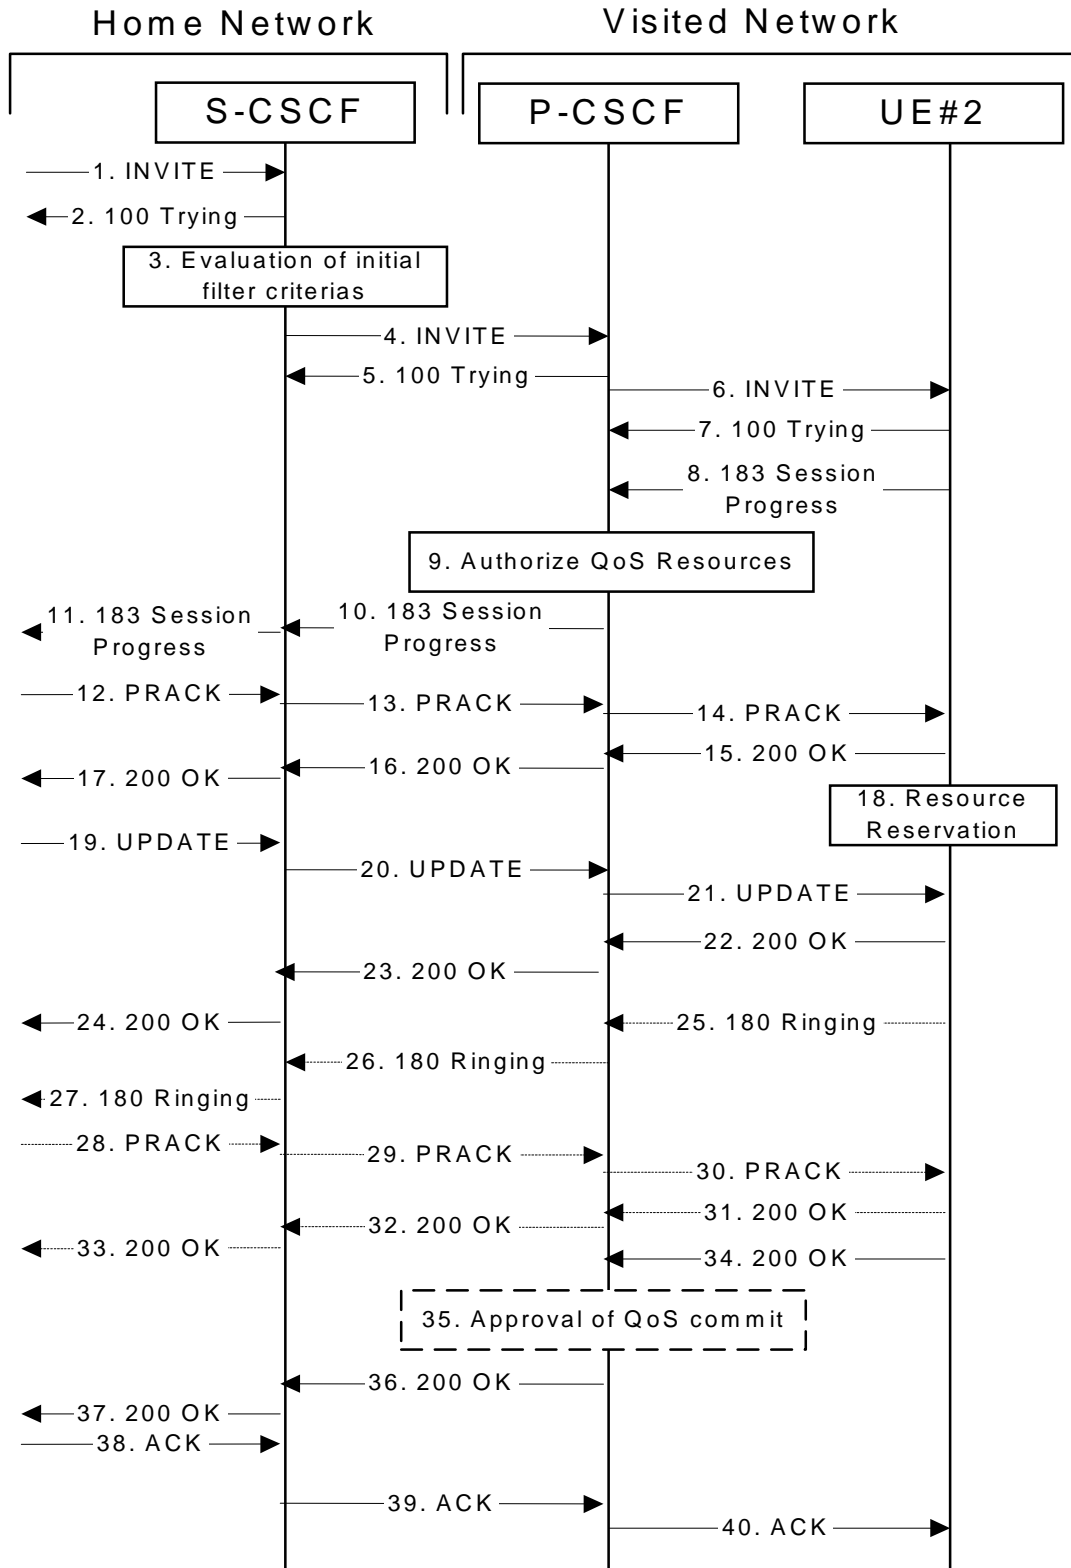 Home Network
Visited Network
S-CSCF
P-CSCF
UE#2
1. INVITE
2. 100 Trying
3. Evaluation of initial
filter criterias
4. INVITE
5. 100 Trying
6. INVITE
7. 100 Trying
8. 183 Session
Progress
9. Authorize QoS Resources
10. 183 Session
Progress
11. 183 Session
Progress
12. PRACK
13. PRACK
14. PRACK
15. 200 OK
16. 200 OK
17. 200 OK
18. Resource
Reservation
19. UPDATE
20. UPDATE
21. UPDATE
22. 200 OK
23. 200 OK
24. 200 OK
25. 180 Ringing
26. 180 Ringing
27. 180 Ringing
28. PRACK
29. PRACK
30. PRACK
31. 200 OK
32. 200 OK
33. 200 OK
34. 200 OK
35. Approval of QoS commit
36. 200 OK
37. 200 OK
38. ACK
39. ACK
40. ACK